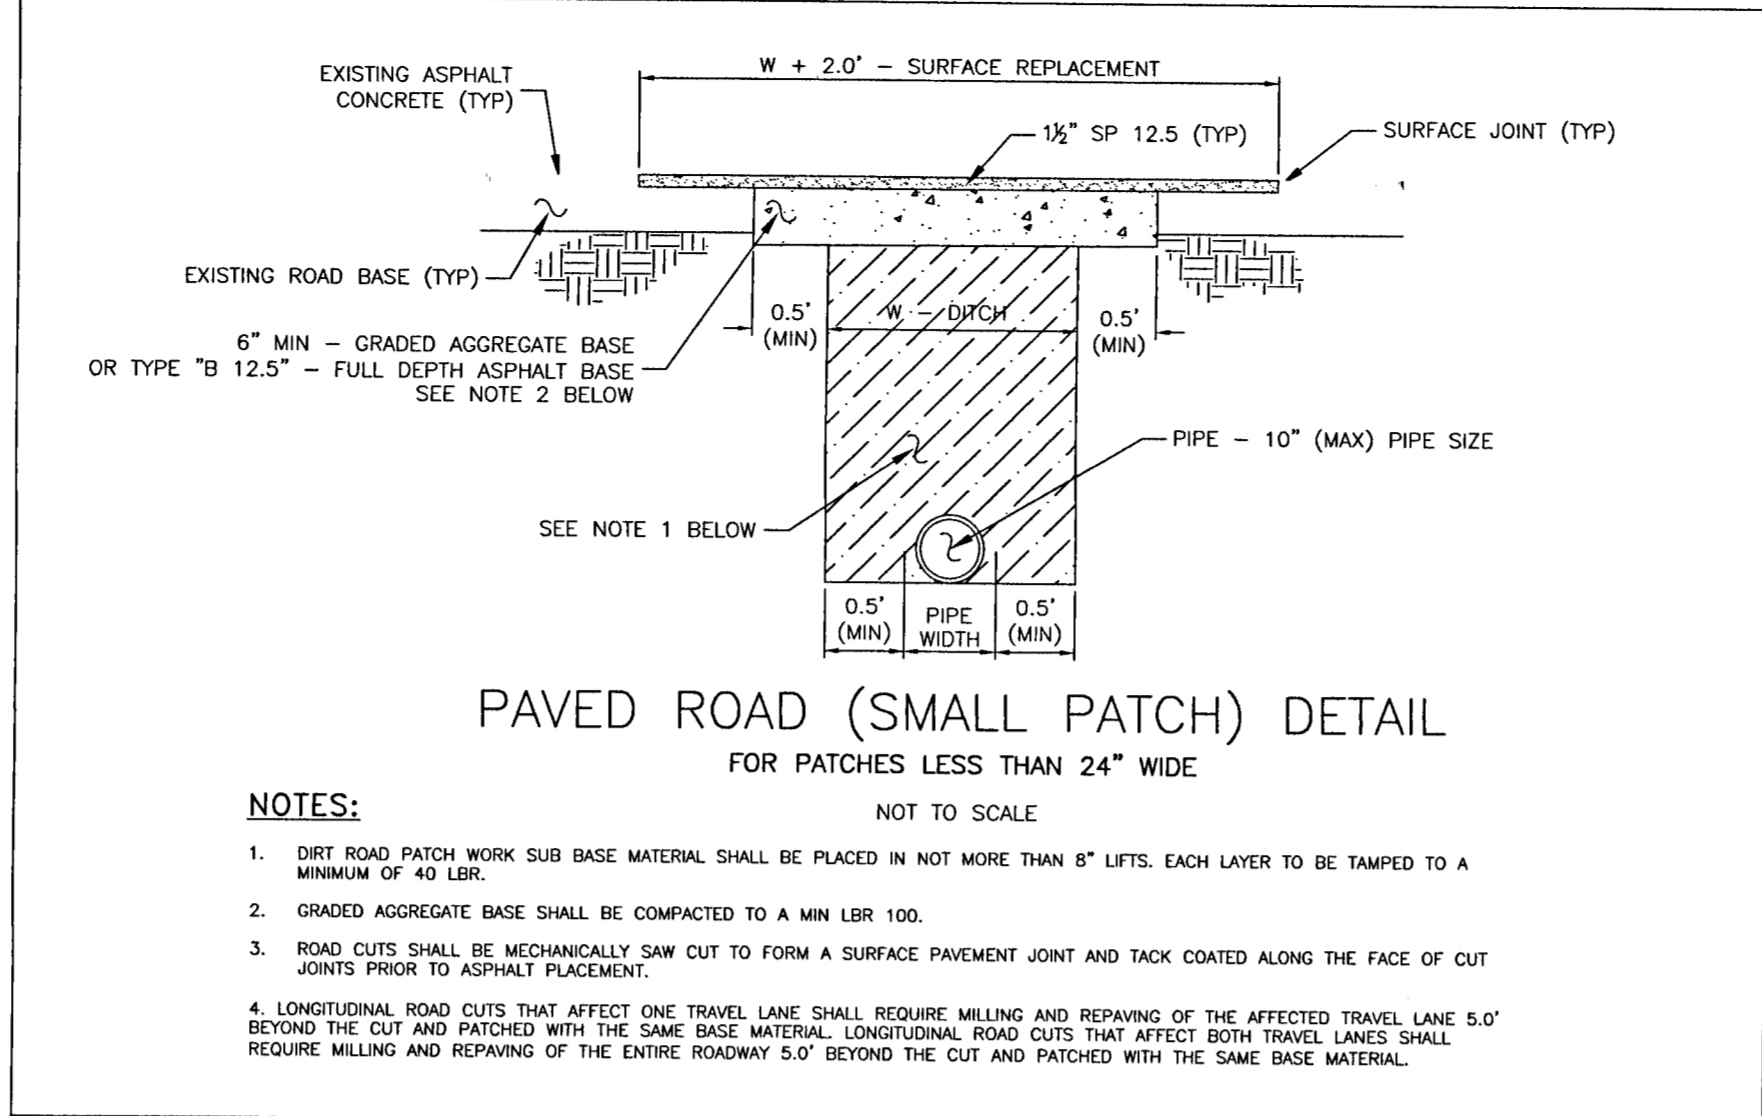 W + 2.0' – SURFACE REPLACEMENT
EXISTING ASPHALT
CONCRETE (TYP)
1½" SP 12.5 (TYP)
SURFACE JOINT (TYP)
EXISTING ROAD BASE (TYP)
0.5'
(MIN)
W – DITCH
0.5'
(MIN)
6" MIN – GRADED AGGREGATE BASE
OR TYPE "B 12.5" – FULL DEPTH ASPHALT BASE
SEE NOTE 2 BELOW
PIPE – 10" (MAX) PIPE SIZE
SEE NOTE 1 BELOW
0.5'
(MIN)
PIPE
WIDTH
0.5'
(MIN)
PAVED ROAD (SMALL PATCH) DETAIL
FOR PATCHES LESS THAN 24" WIDE
NOT TO SCALE
NOTES:
1. DIRT ROAD PATCH WORK SUB BASE MATERIAL SHALL BE PLACED IN NOT MORE THAN 8" LIFTS. EACH LAYER TO BE TAMPED TO A
MINIMUM OF 40 LBR.
2. GRADED AGGREGATE BASE SHALL BE COMPACTED TO A MIN LBR 100.
3. ROAD CUTS SHALL BE MECHANICALLY SAW CUT TO FORM A SURFACE PAVEMENT JOINT AND TACK COATED ALONG THE FACE OF CUT
JOINTS PRIOR TO ASPHALT PLACEMENT.
4. LONGITUDINAL ROAD CUTS THAT AFFECT ONE TRAVEL LANE SHALL REQUIRE MILLING AND REPAVING OF THE AFFECTED TRAVEL LANE 5.0'
BEYOND THE CUT AND PATCHED WITH THE SAME BASE MATERIAL. LONGITUDINAL ROAD CUTS THAT AFFECT BOTH TRAVEL LANES SHALL
REQUIRE MILLING AND REPAVING OF THE ENTIRE ROADWAY 5.0' BEYOND THE CUT AND PATCHED WITH THE SAME BASE MATERIAL.